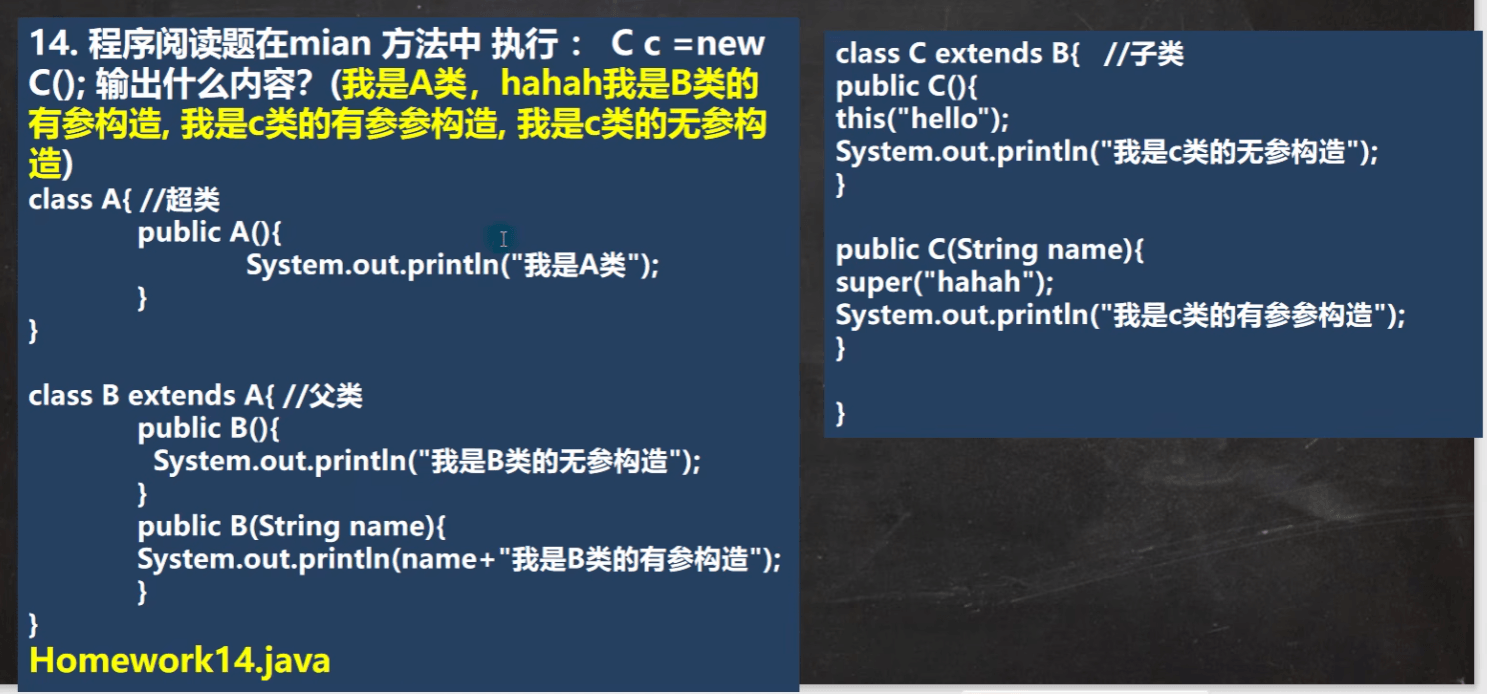 14. 程序阅读题在mian 方法中 执行 ： C c =new
C(); 输出什么内容？(我是A类，hahah我是B类的
有参构造, 我是c类的有参参构造, 我是c类的无参构
造)
class A{ //超类
public A(){
System.out.println("我是A类");
}
}
class B extends A{ //父类
public B(){
System.out.println("我是B类的无参构造");
}
public B(String name){
System.out.println(name+"我是B类的有参构造");
}
}
Homework14.java
class C extends B{ //子类
public C(){
this("hello");
System.out.println("我是c类的无参构造");
}
public C(String name){
super("hahah");
System.out.println("我是c类的有参参构造");
}
}